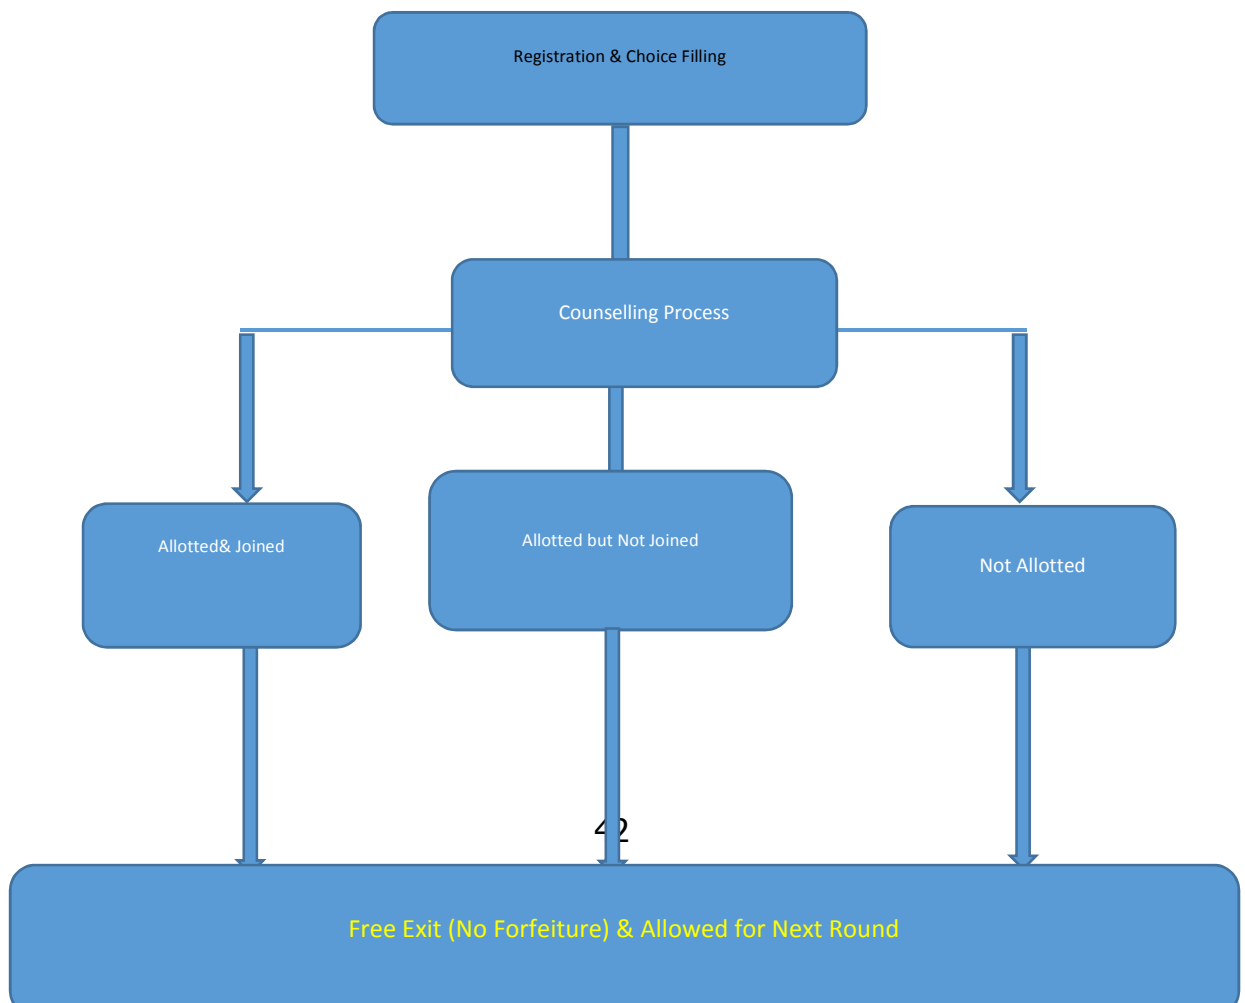 Registration & Choice Filling
Counselling Process
Allotted& Joined
Allotted but Not Joined
Not Allotted
42
Free Exit (No Forfeiture) & Allowed for Next Round